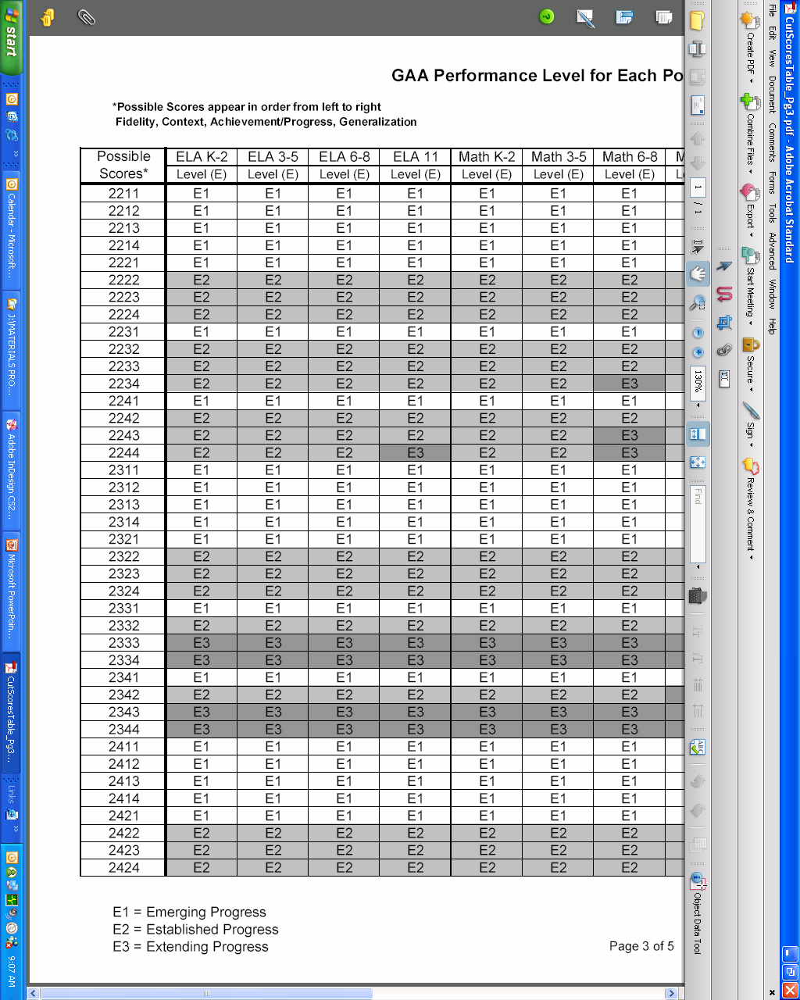 CutScoresTable_Pg3.pdf - Adobe Acrobat Standard
File Edit View Document Comments Forms Tools Advanced Window Help
Create PDF Combine Files Export Start Meeting Secure Sign Review & Comment
1 / 1 130% Find
Object Data Tool
GAA Performance Level for Each Po
*Possible Scores appear in order from left to right
Fidelity, Context, Achievement/Progress, Generalization
Possible ELA K-2 ELA 3-5 ELA 6-8 ELA 11 Math K-2 Math 3-5 Math 6-8 M
Scores* Level (E) Level (E) Level (E) Level (E) Level (E) Level (E) Level (E) L
2211 E1 E1 E1 E1 E1 E1 E1
2212 E1 E1 E1 E1 E1 E1 E1
2213 E1 E1 E1 E1 E1 E1 E1
2214 E1 E1 E1 E1 E1 E1 E1
2221 E1 E1 E1 E1 E1 E1 E1
2222 E2 E2 E2 E2 E2 E2 E2
2223 E2 E2 E2 E2 E2 E2 E2
2224 E2 E2 E2 E2 E2 E2 E2
2231 E1 E1 E1 E1 E1 E1 E1
2232 E2 E2 E2 E2 E2 E2 E2
2233 E2 E2 E2 E2 E2 E2 E2
2234 E2 E2 E2 E2 E2 E2 E3
2241 E1 E1 E1 E1 E1 E1 E1
2242 E2 E2 E2 E2 E2 E2 E2
2243 E2 E2 E2 E2 E2 E2 E3
2244 E2 E2 E2 E3 E2 E2 E3
2311 E1 E1 E1 E1 E1 E1 E1
2312 E1 E1 E1 E1 E1 E1 E1
2313 E1 E1 E1 E1 E1 E1 E1
2314 E1 E1 E1 E1 E1 E1 E1
2321 E1 E1 E1 E1 E1 E1 E1
2322 E2 E2 E2 E2 E2 E2 E2
2323 E2 E2 E2 E2 E2 E2 E2
2324 E2 E2 E2 E2 E2 E2 E2
2331 E1 E1 E1 E1 E1 E1 E1
2332 E2 E2 E2 E2 E2 E2 E2
2333 E3 E3 E3 E3 E3 E3 E3
2334 E3 E3 E3 E3 E3 E3 E3
2341 E1 E1 E1 E1 E1 E1 E1
2342 E2 E2 E2 E2 E2 E2 E2
2343 E3 E3 E3 E3 E3 E3 E3
2344 E3 E3 E3 E3 E3 E3 E3
2411 E1 E1 E1 E1 E1 E1 E1
2412 E1 E1 E1 E1 E1 E1 E1
2413 E1 E1 E1 E1 E1 E1 E1
2414 E1 E1 E1 E1 E1 E1 E1
2421 E1 E1 E1 E1 E1 E1 E1
2422 E2 E2 E2 E2 E2 E2 E2
2423 E2 E2 E2 E2 E2 E2 E2
2424 E2 E2 E2 E2 E2 E2 E2
E1 = Emerging Progress
E2 = Established Progress
E3 = Extending Progress
Page 3 of 5
start
Calendar - Microsoft...
J:\MATERIALS PRO...
Adobe InDesign CS2...
Microsoft PowerPoin...
CutScoresTable_Pg3...
Links
9:07 AM